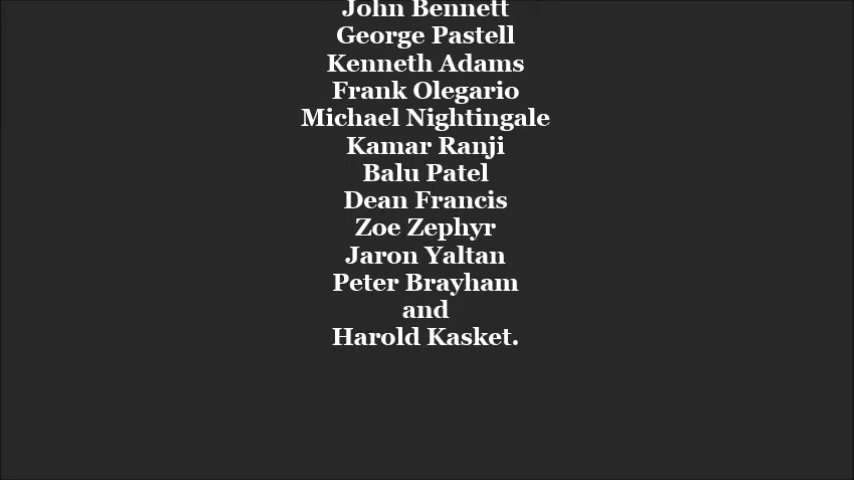 John Bennett
George Pastell
Kenneth Adams
Frank Olegario
Michael Nightingale
Kamar Ranji
Balu Patel
Dean Francis
Zoe Zephyr
Jaron Yaltan
Peter Brayham
and
Harold Kasket.